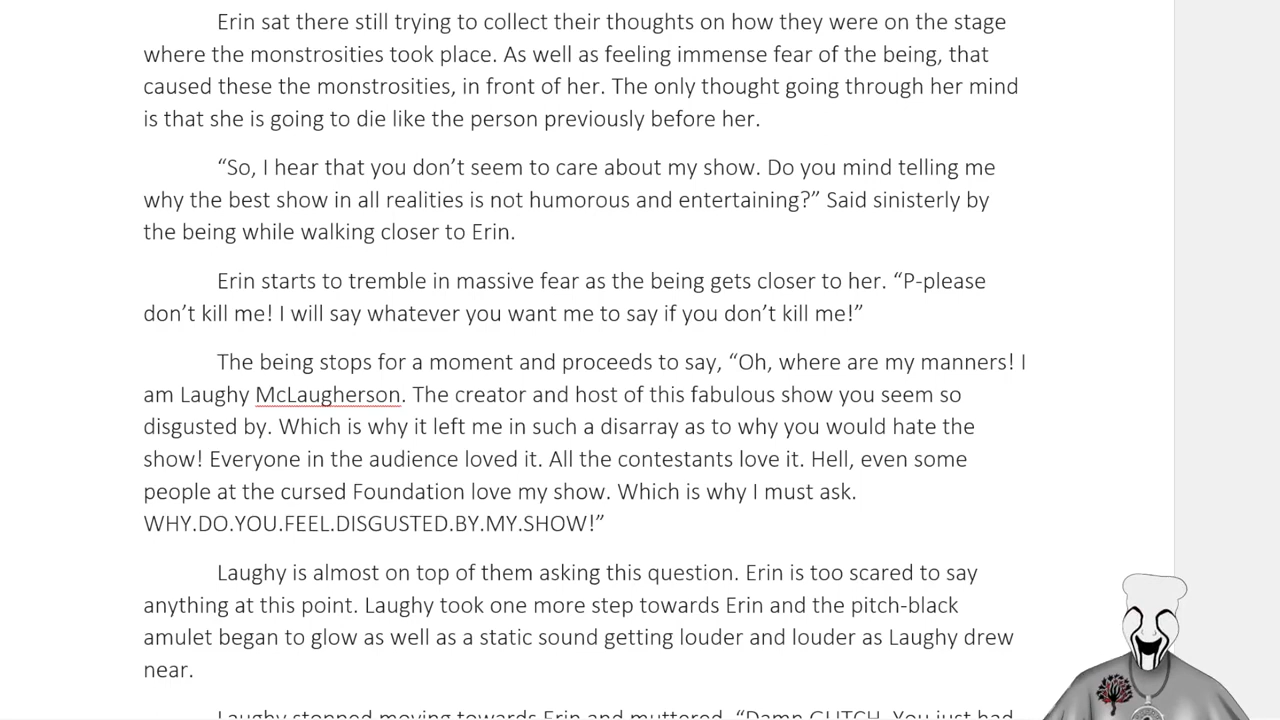 Erin sat there still trying to collect their thoughts on how they were on the stage
where the monstrosities took place. As well as feeling immense fear of the being, that
caused these the monstrosities, in front of her. The only thought going through her mind
is that she is going to die like the person previously before her.
“So, I hear that you don’t seem to care about my show. Do you mind telling me
why the best show in all realities is not humorous and entertaining?” Said sinisterly by
the being while walking closer to Erin.
Erin starts to tremble in massive fear as the being gets closer to her. “P-please
don’t kill me! I will say whatever you want me to say if you don’t kill me!”
The being stops for a moment and proceeds to say, “Oh, where are my manners! I
am Laughy McLaugherson. The creator and host of this fabulous show you seem so
disgusted by. Which is why it left me in such a disarray as to why you would hate the
show! Everyone in the audience loved it. All the contestants love it. Hell, even some
people at the cursed Foundation love my show. Which is why I must ask.
WHY.DO.YOU.FEEL.DISGUSTED.BY.MY.SHOW!”
Laughy is almost on top of them asking this question. Erin is too scared to say
anything at this point. Laughy took one more step towards Erin and the pitch-black
amulet began to glow as well as a static sound getting louder and louder as Laughy drew
near.
Laughy stopped moving towards Erin and muttered, “Damn GLITCH. You just had